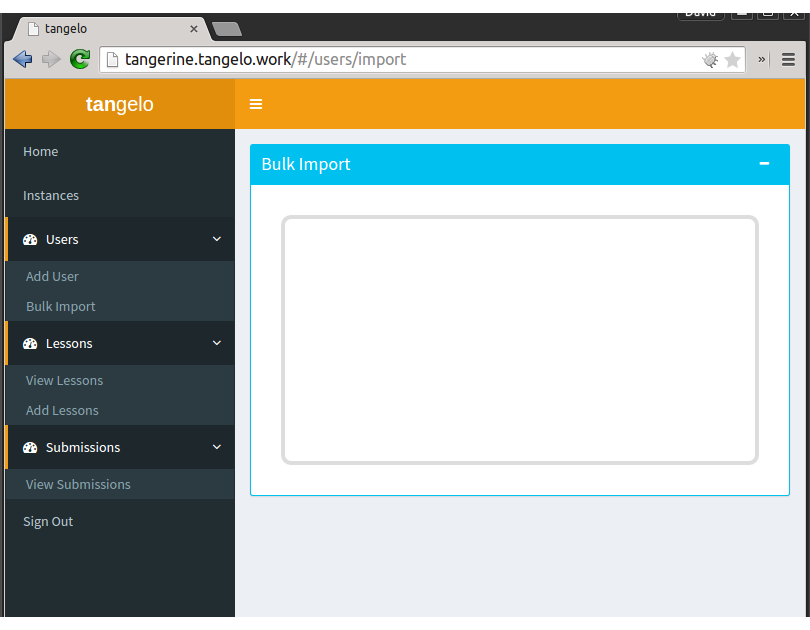 David
tangelo
tangerine.tangelo.work/#/users/import
tangelo
Home
Bulk Import
Instances
Users
Add User
Bulk Import
Lessons
View Lessons
Add Lessons
Submissions
View Submissions
Sign Out